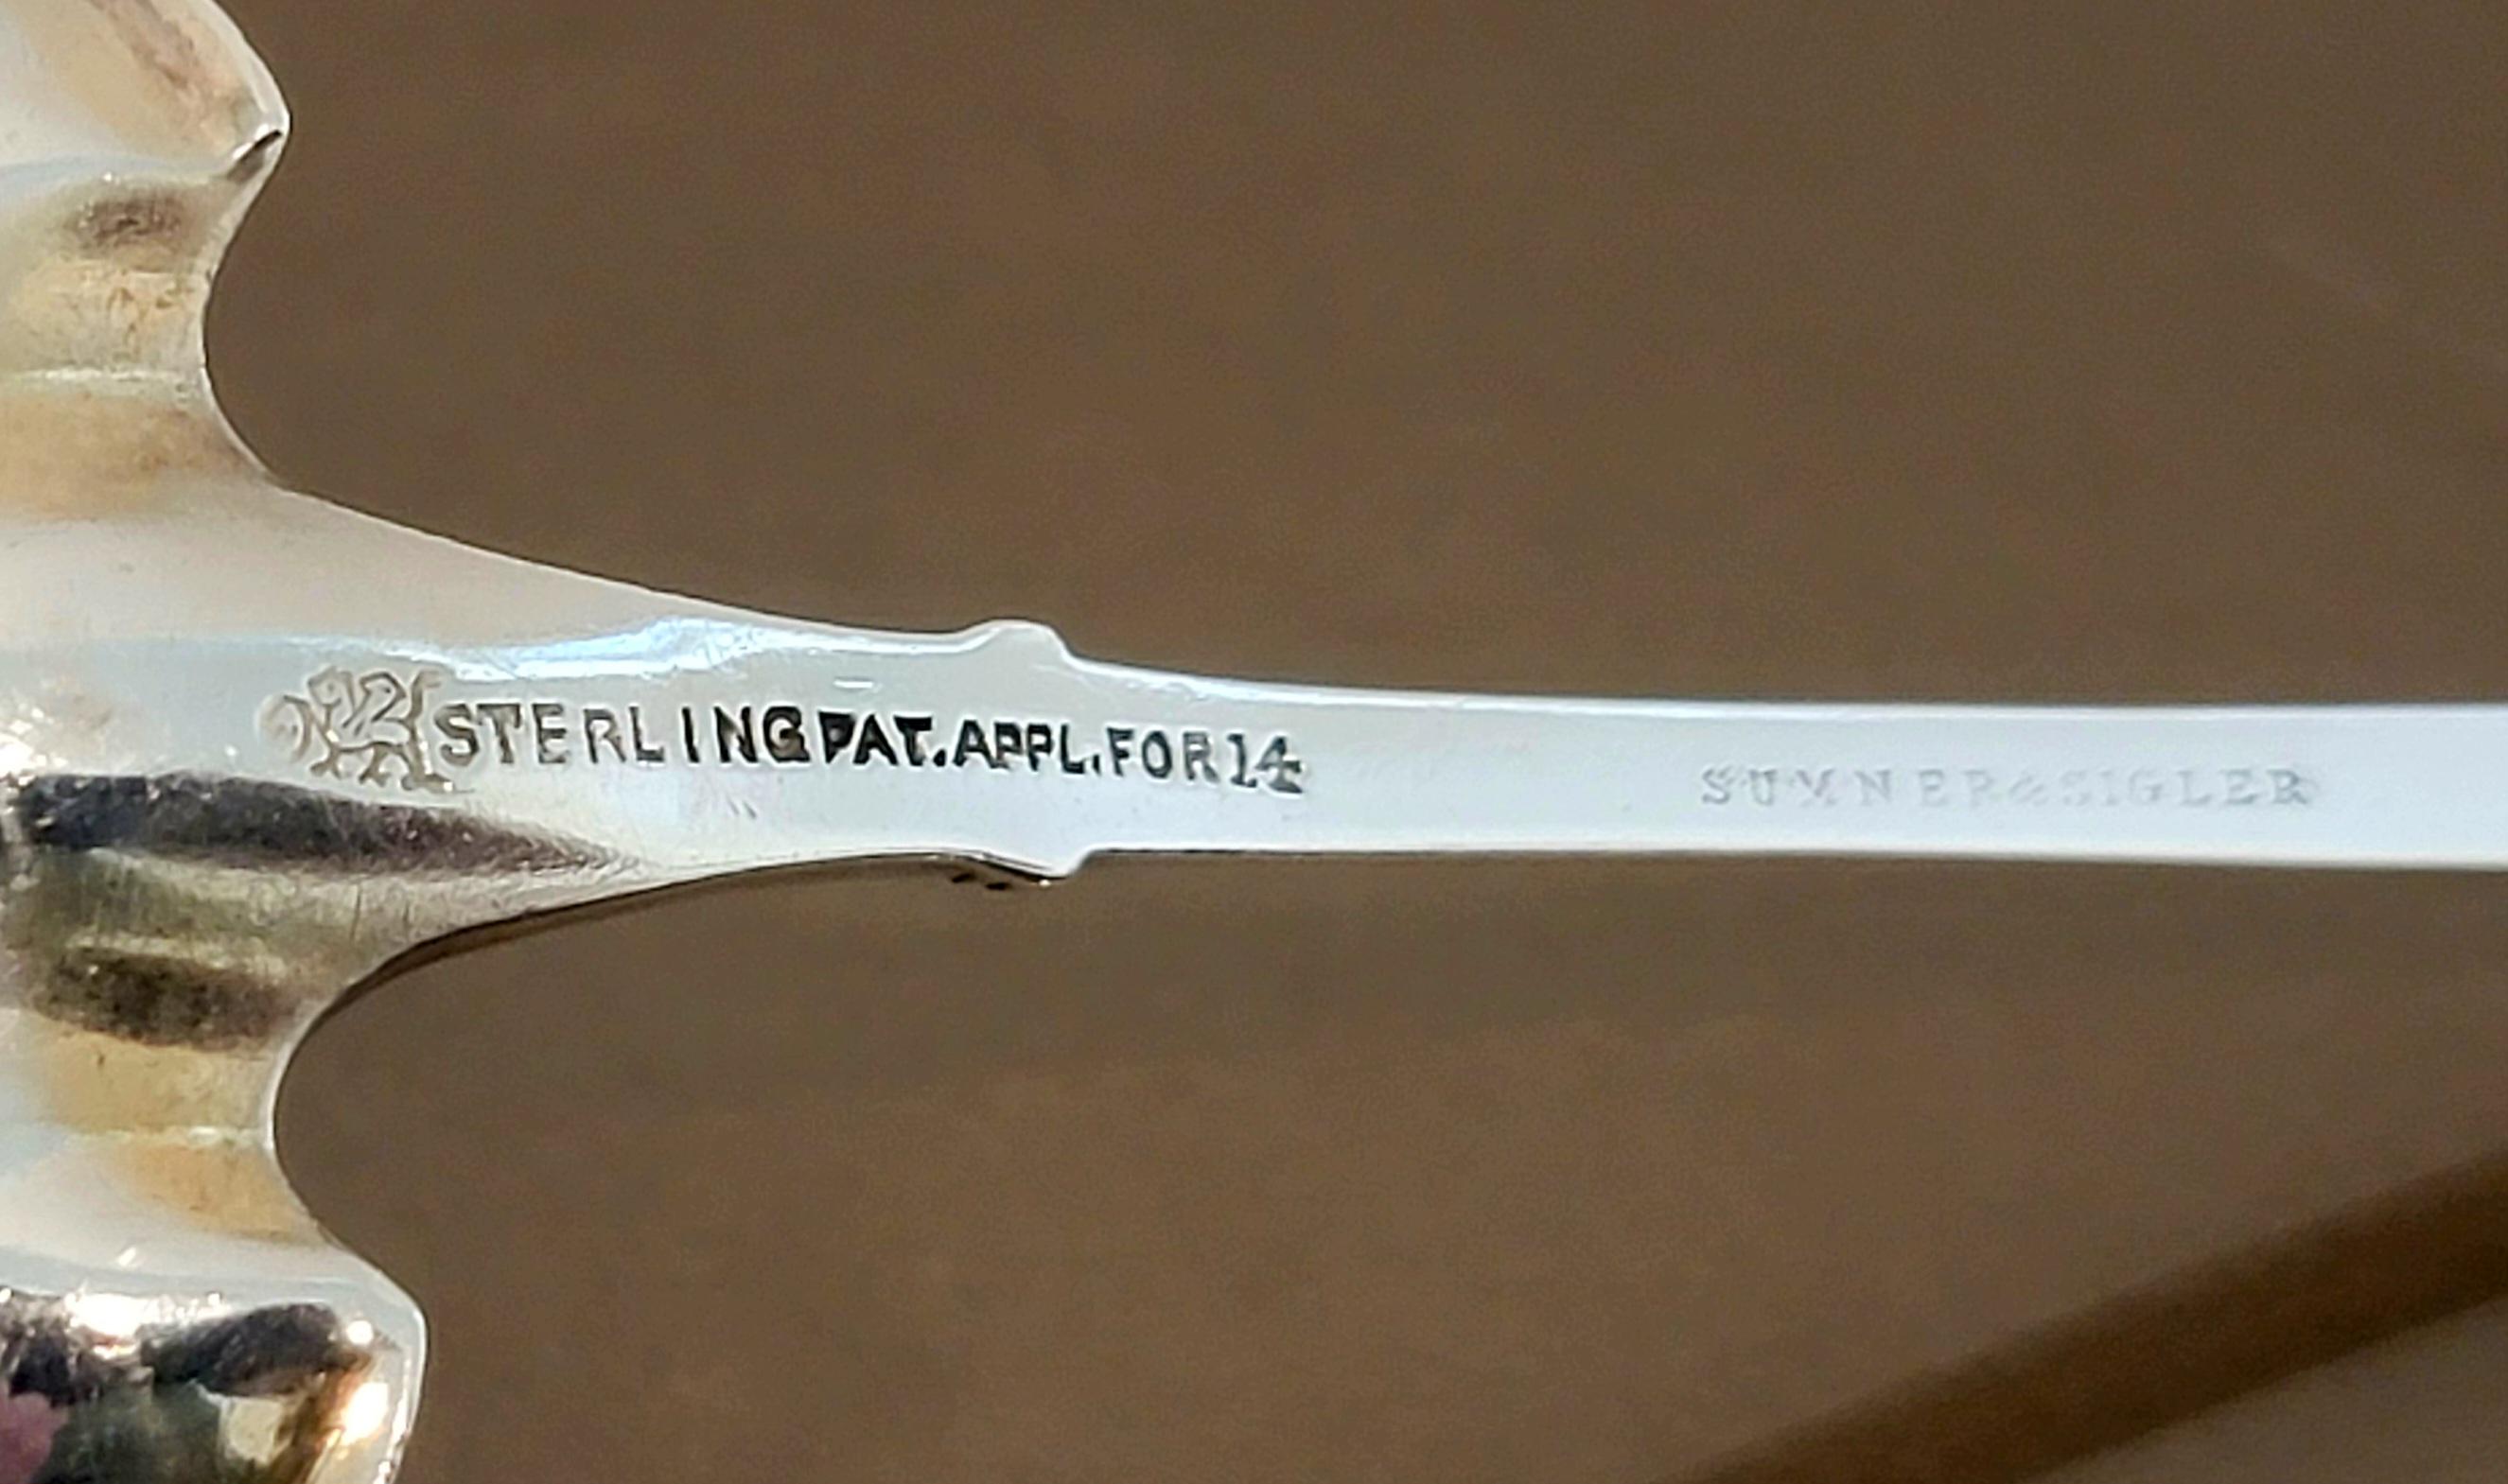 STERLING PAT. APPL. FOR 14
SUMNER & SIGLER